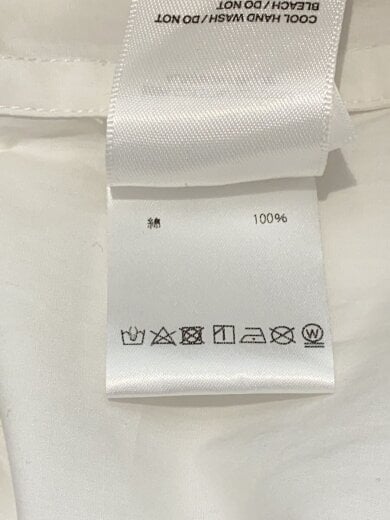 COOL HAND WASH / DO NOT
BLEACH / DO NOT
綿 100%
W